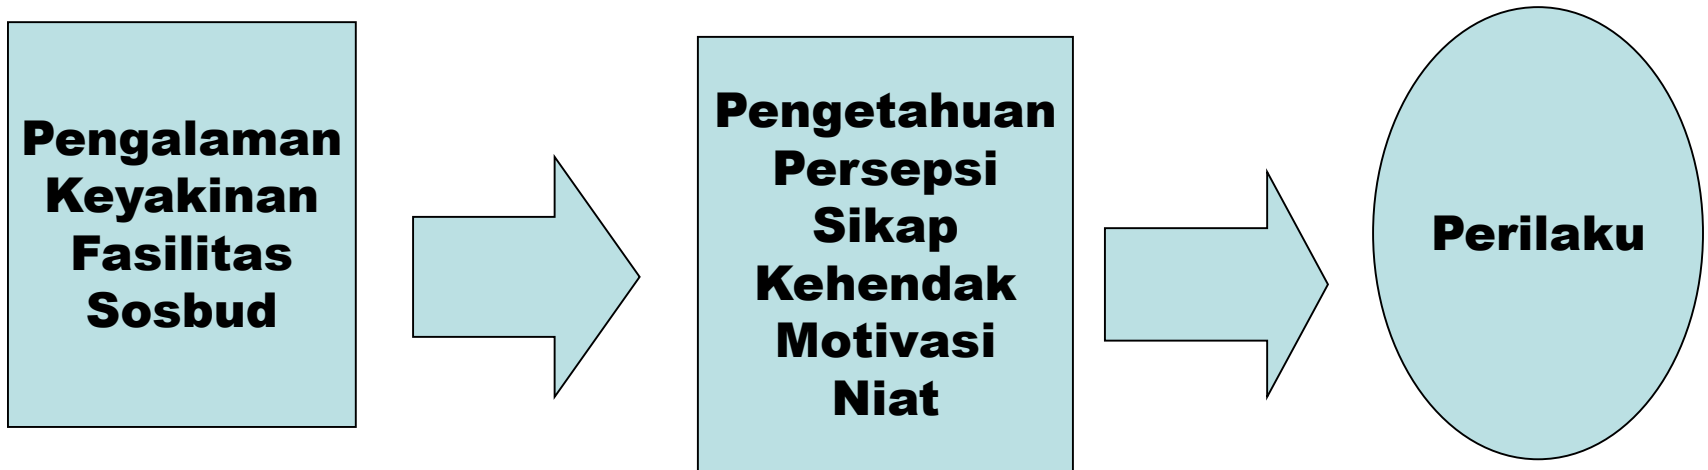 Pengalaman
Keyakinan
Fasilitas
Sosbud
Pengetahuan
Persepsi
Sikap
Kehendak
Motivasi
Niat
Perilaku